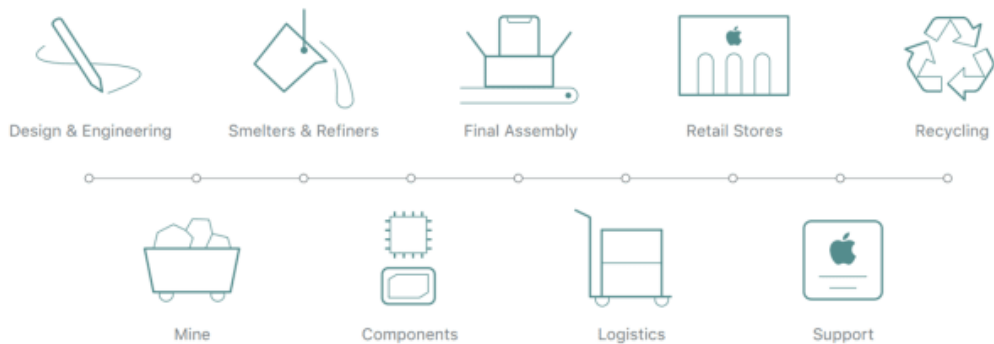 Design & Engineering
Smelters & Refiners
Final Assembly
Retail Stores
Recycling
Mine
Components
Logistics
Support